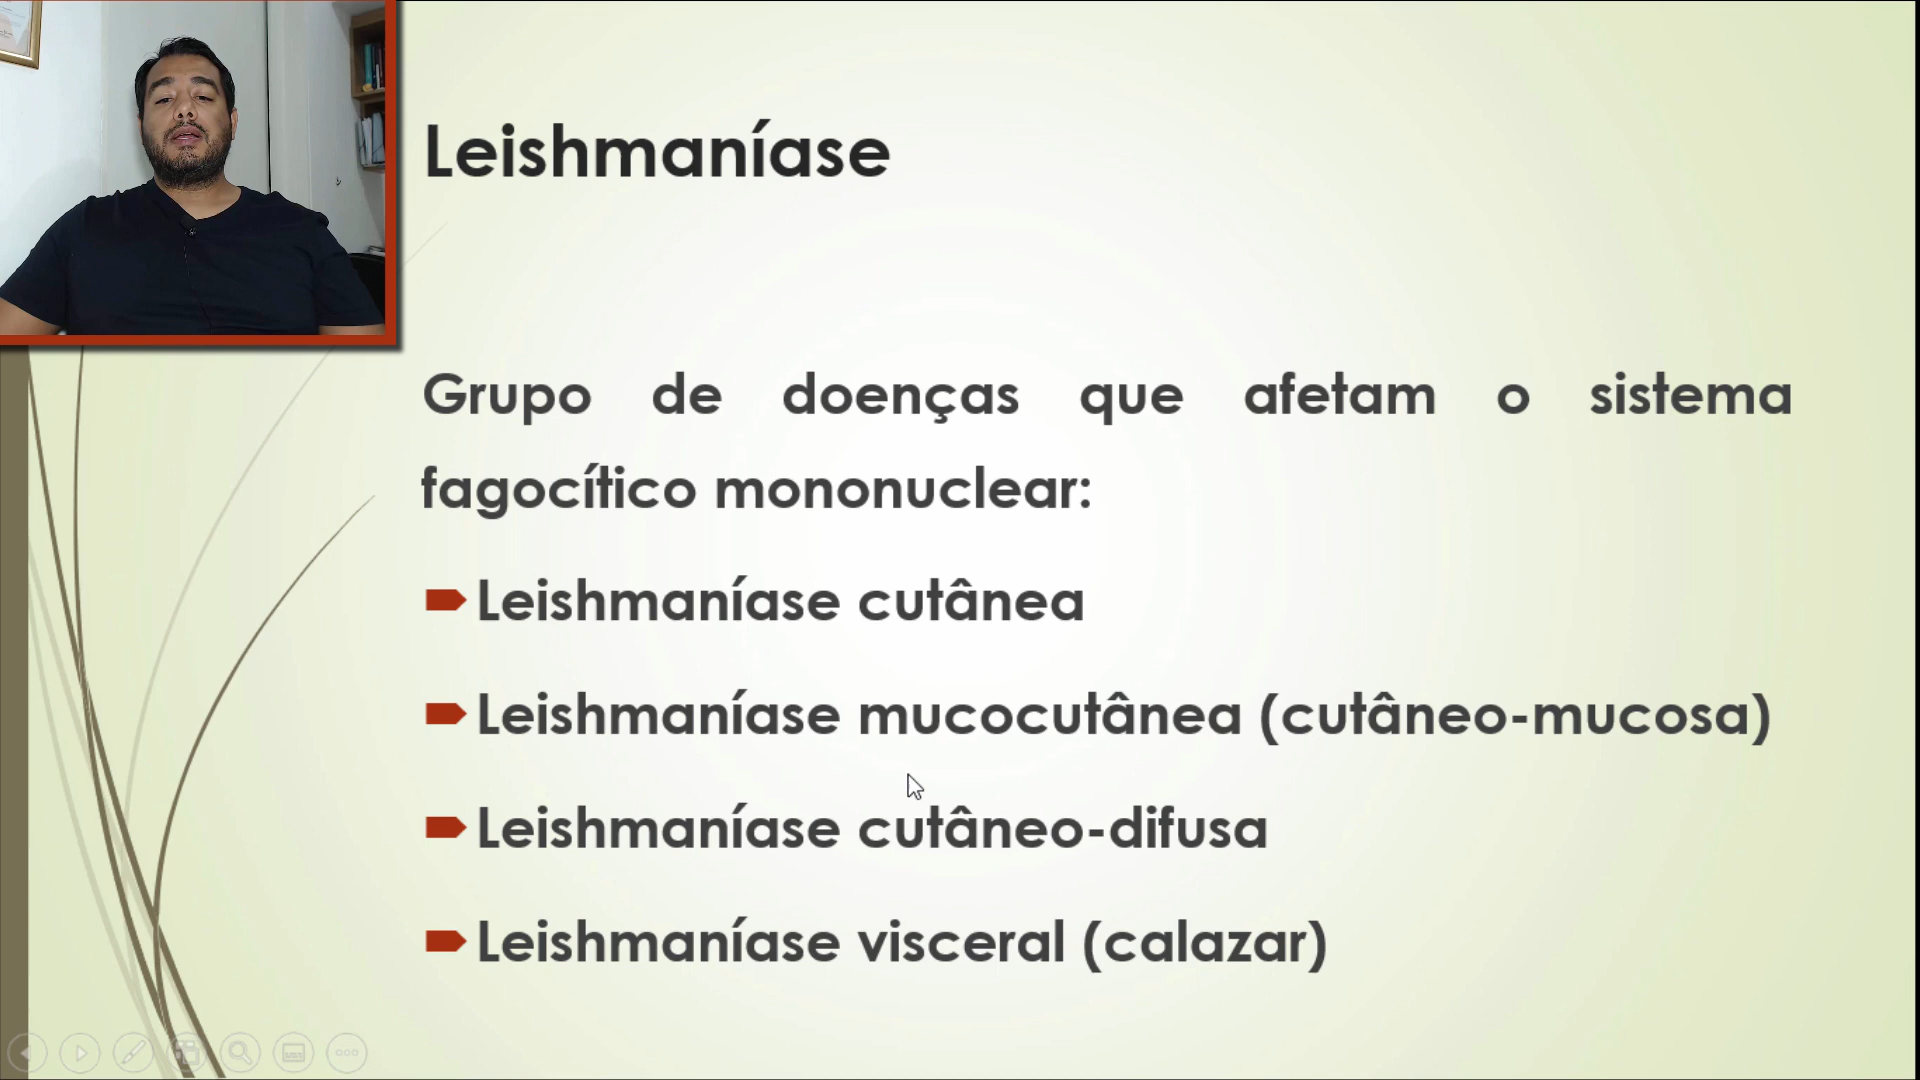 Leishmaníase
Grupo de doenças que afetam o sistema
fagocítico mononuclear:
Leishmaníase cutânea
Leishmaníase mucocutânea (cutâneo-mucosa)
Leishmaníase cutâneo-difusa
Leishmaníase visceral (calazar)